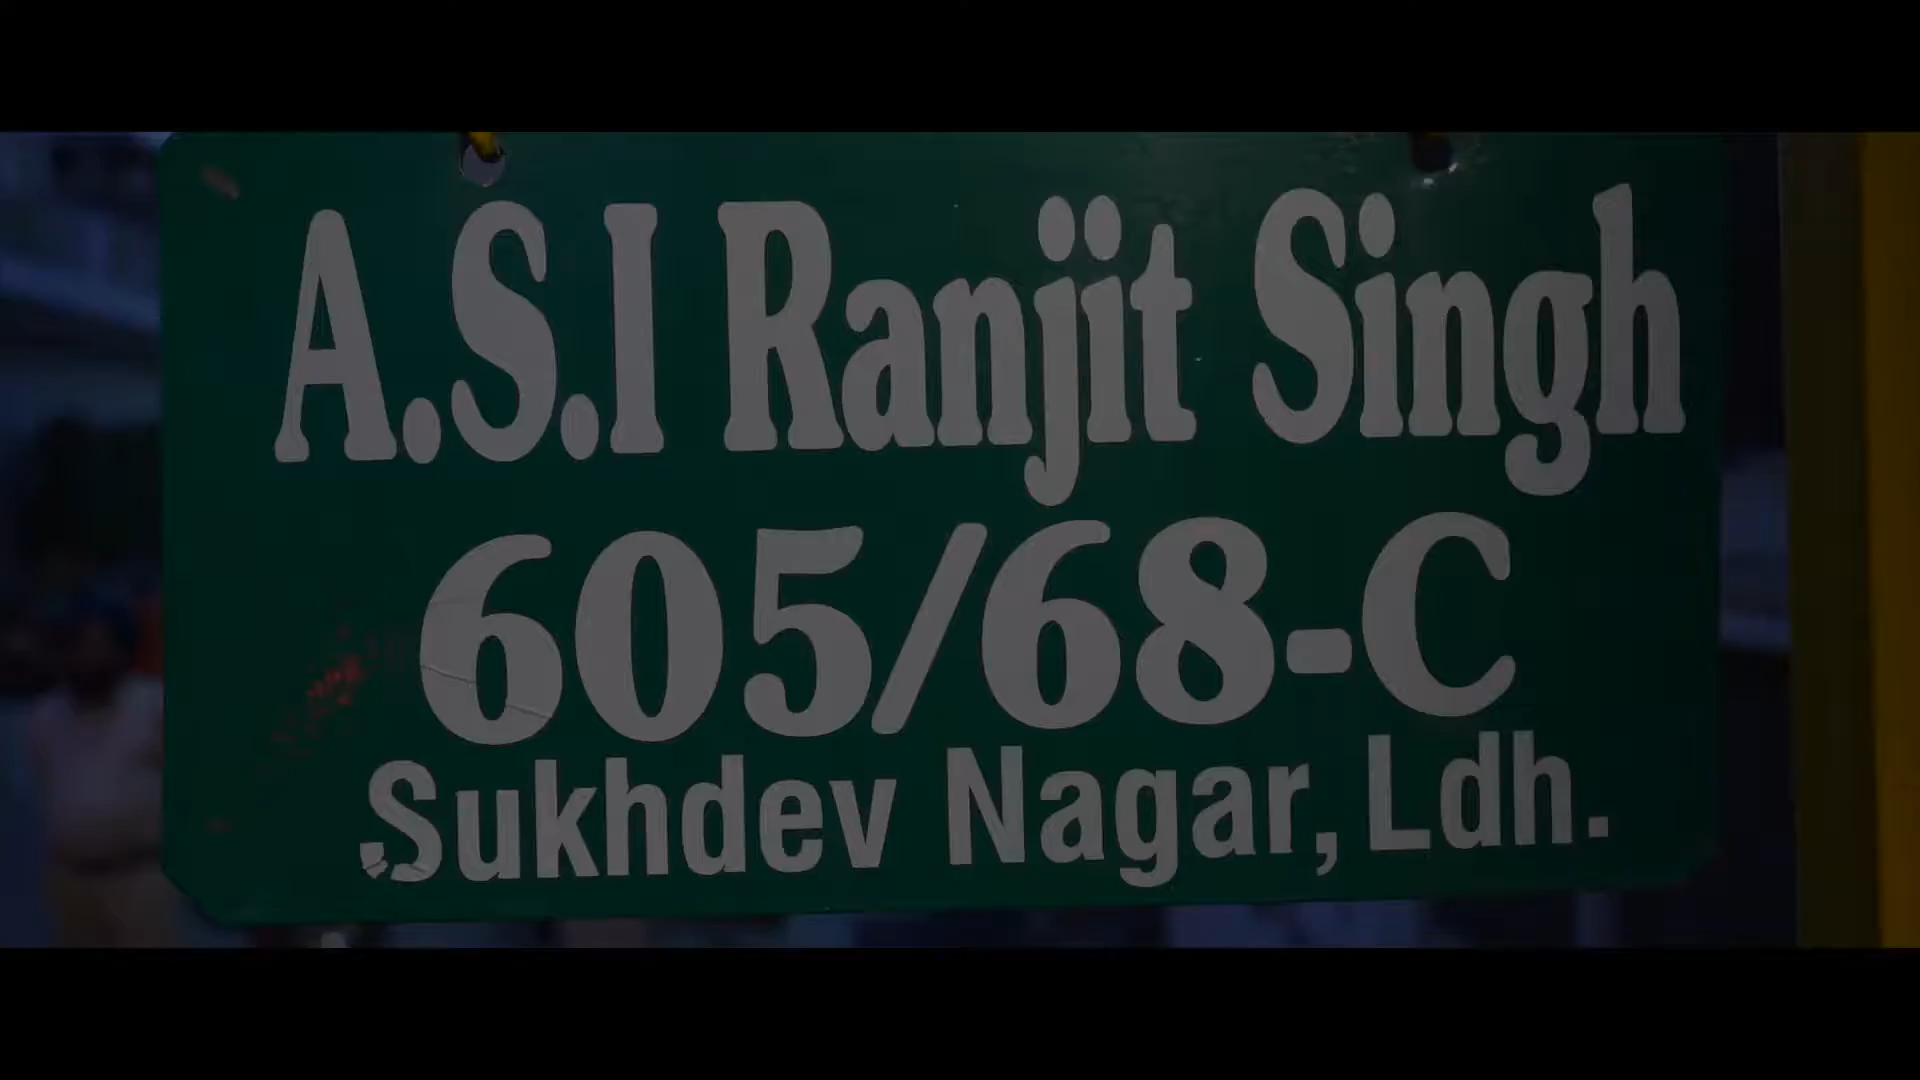 A.S.I Ranjit Singh
605/68-C
Sukhdev Nagar, Ldh.